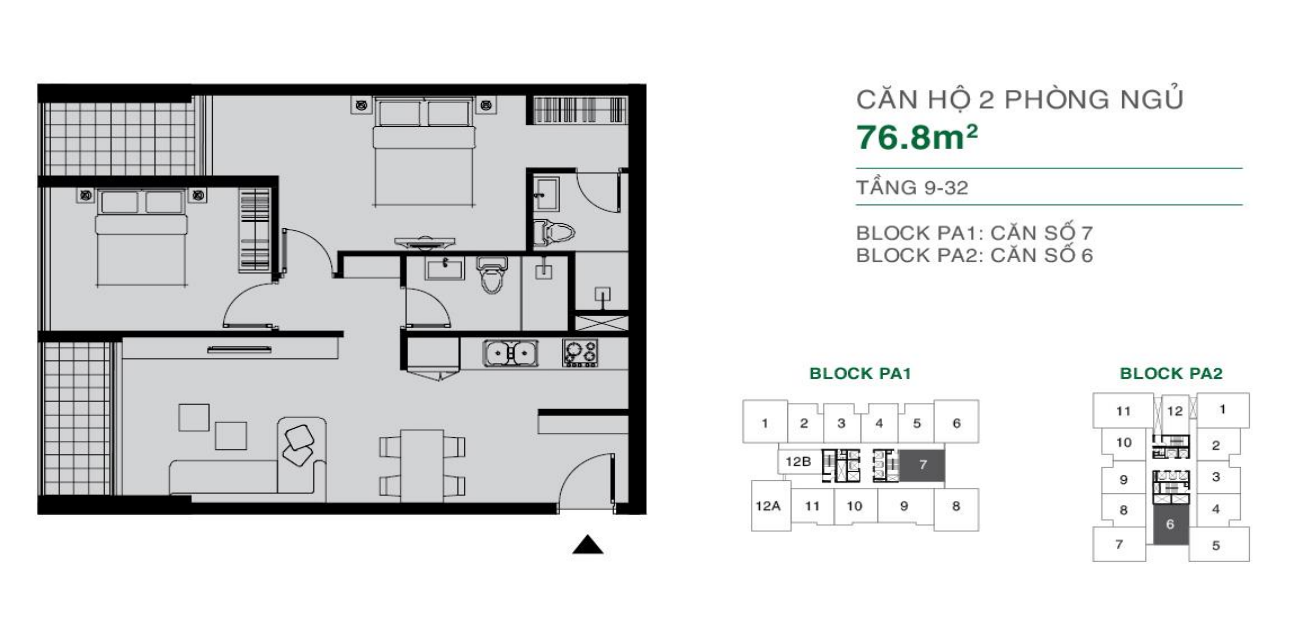 CĂN HỘ 2 PHÒNG NGỦ
76.8m²
TẦNG 9-32
BLOCK PA1: CĂN SỐ 7
BLOCK PA2: CĂN SỐ 6
BLOCK PA1
1 2 3 4 5 6
12B 7
12A 11 10 9 8
BLOCK PA2
11 12 1
10 2
9 3
8 4
6
7 5